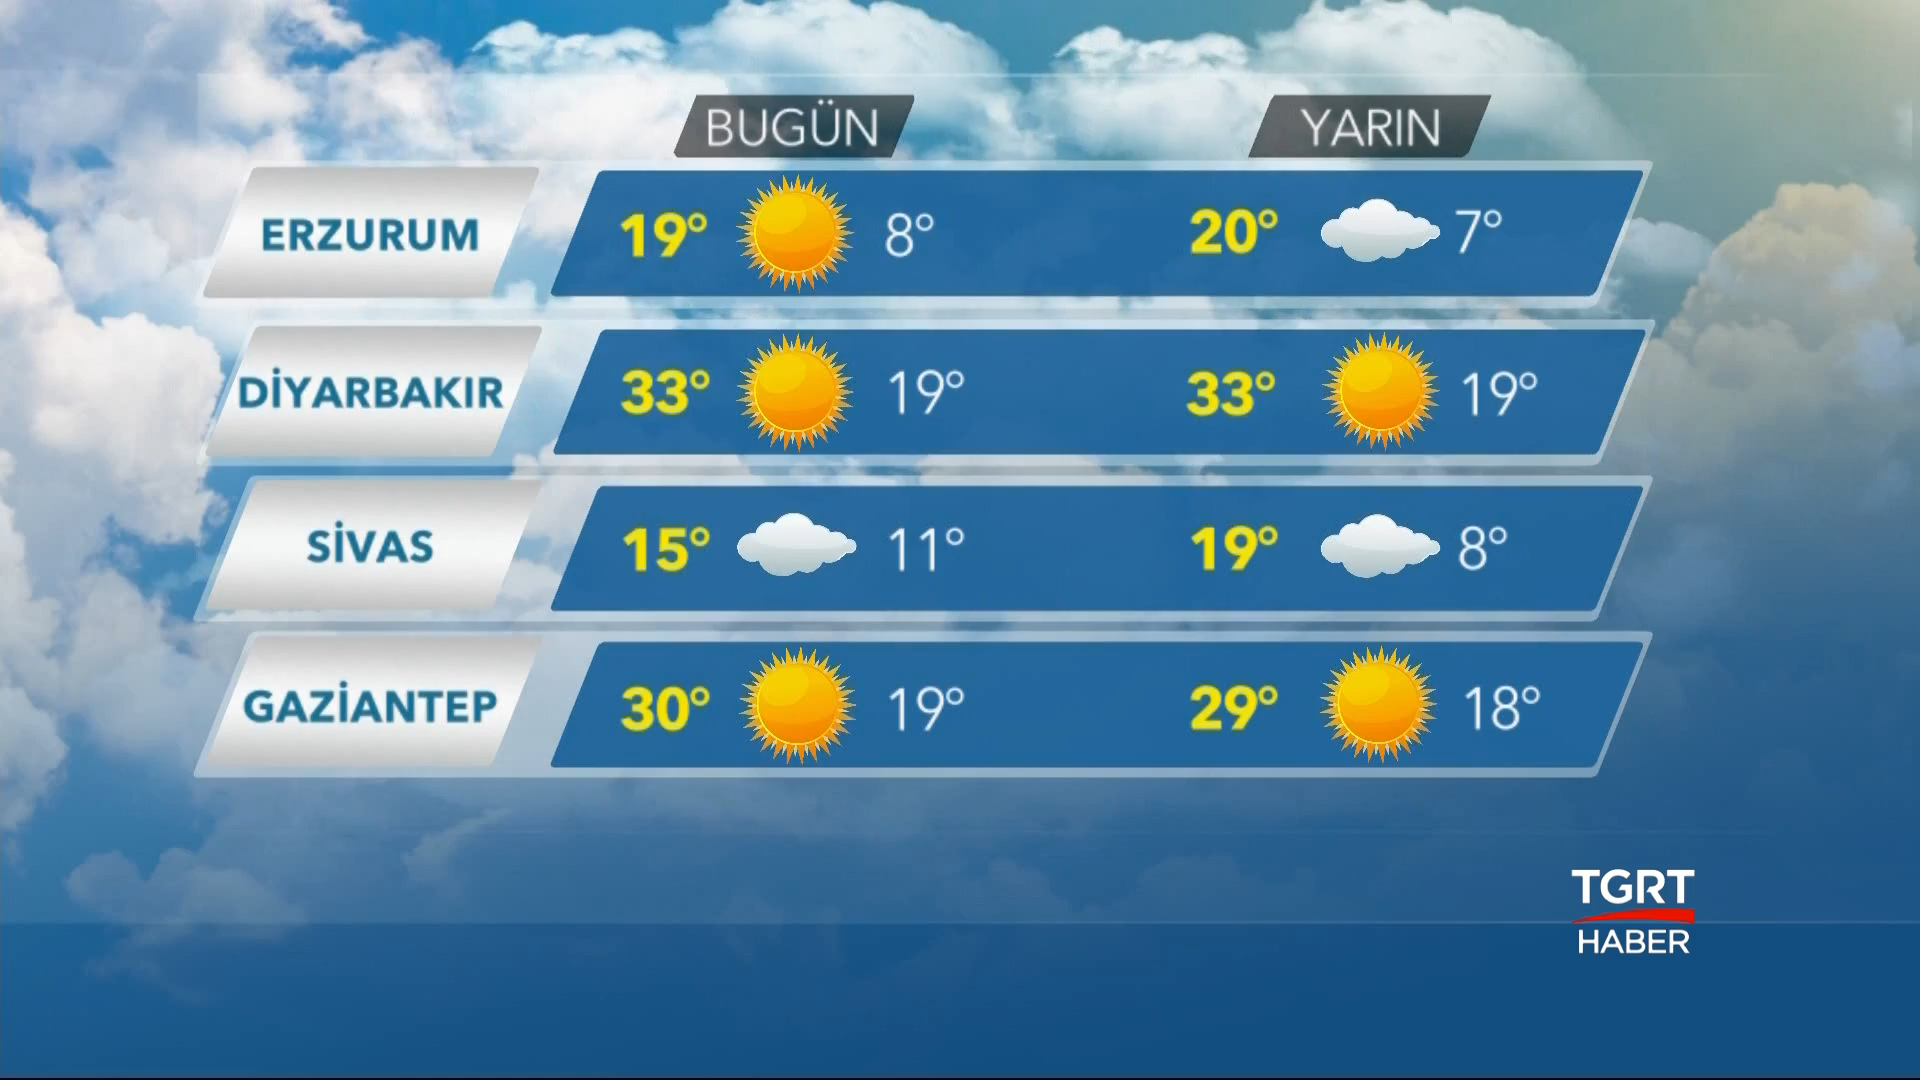 BUGÜN YARIN
ERZURUM 19° 8° 20° 7°
DİYARBAKIR 33° 19° 33° 19°
SİVAS 15° 11° 19° 8°
GAZİANTEP 30° 19° 29° 18°
TGRT
HABER